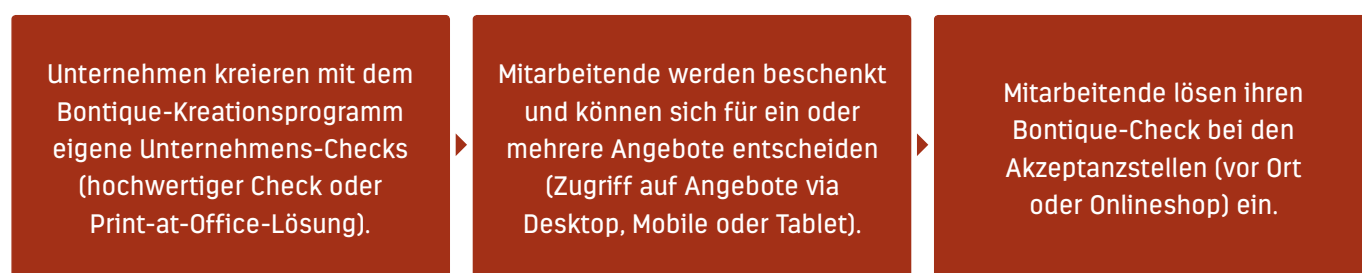 Unternehmen kreieren mit dem
Bontique-Kreationsprogramm
eigene Unternehmens-Checks
(hochwertiger Check oder
Print-at-Office-Lösung).
Mitarbeitende werden beschenkt
und können sich für ein oder
mehrere Angebote entscheiden
(Zugriff auf Angebote via
Desktop, Mobile oder Tablet).
Mitarbeitende lösen ihren
Bontique-Check bei den
Akzeptanzstellen (vor Ort
oder Onlineshop) ein.